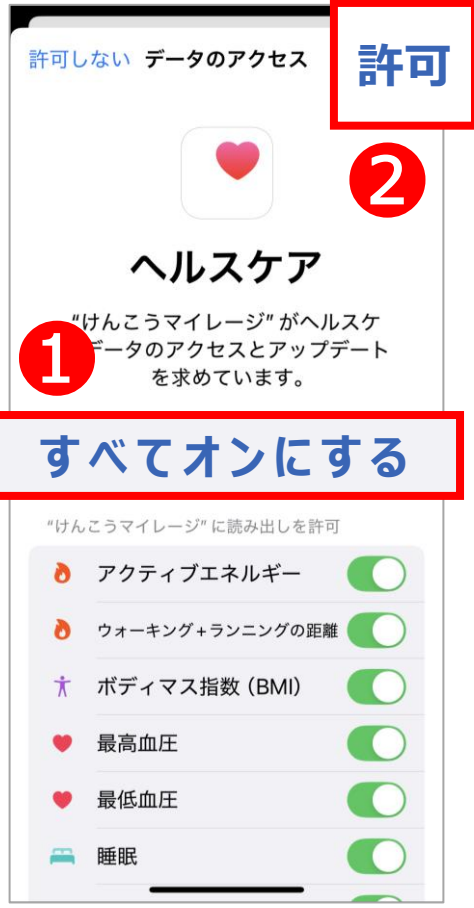 許可しない データのアクセス 許可
2
ヘルスケア
“けんこうマイレージ” がヘルスケ
データのアクセスとアップデート
を求めています。
1
すべてオンにする
“けんこうマイレージ” に読み出しを許可
アクティブエネルギー
ウォーキング+ランニングの距離
ボディマス指数 (BMI)
最高血圧
最低血圧
睡眠